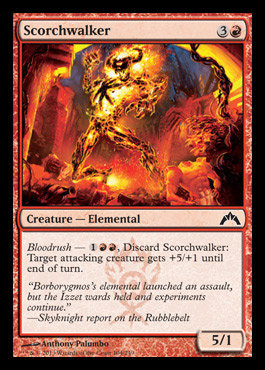 Scorchwalker 3
Creature — Elemental
Bloodrush — 1, Discard Scorchwalker:
Target attacking creature gets +5/+1 until
end of turn.
“Borborygmos’s elemental launched an assault,
but the Izzet wards held and experiments
continue.”
—Skyknight report on the Rubblebelt
5/1
Anthony Palumbo